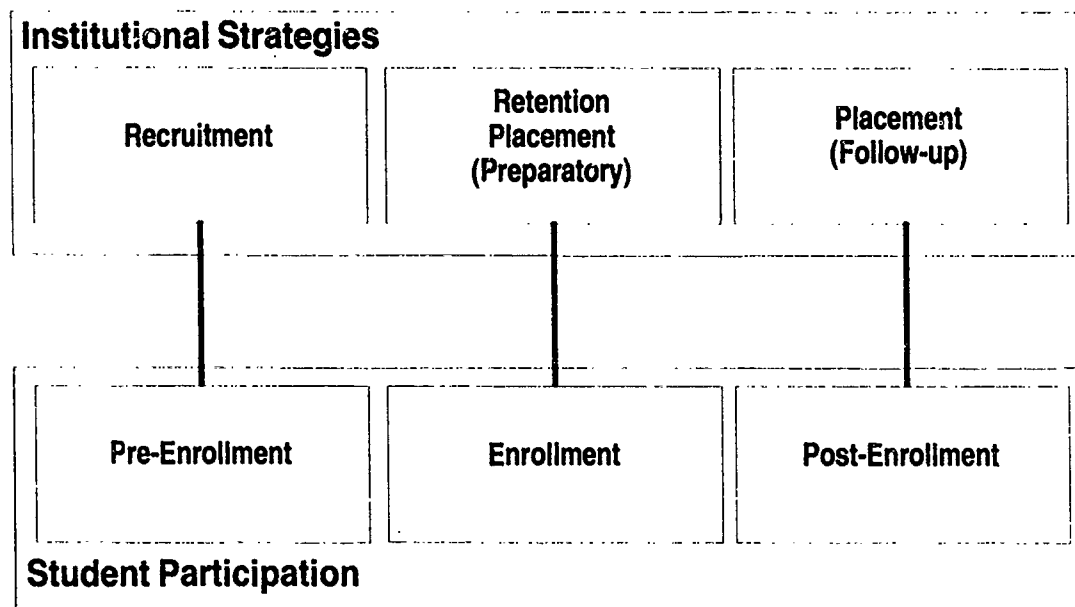 Institutional Strategies
Recruitment
Retention
Placement
(Preparatory)
Placement
(Follow-up)
Pre-Enrollment
Enrollment
Post-Enrollment
Student Participation